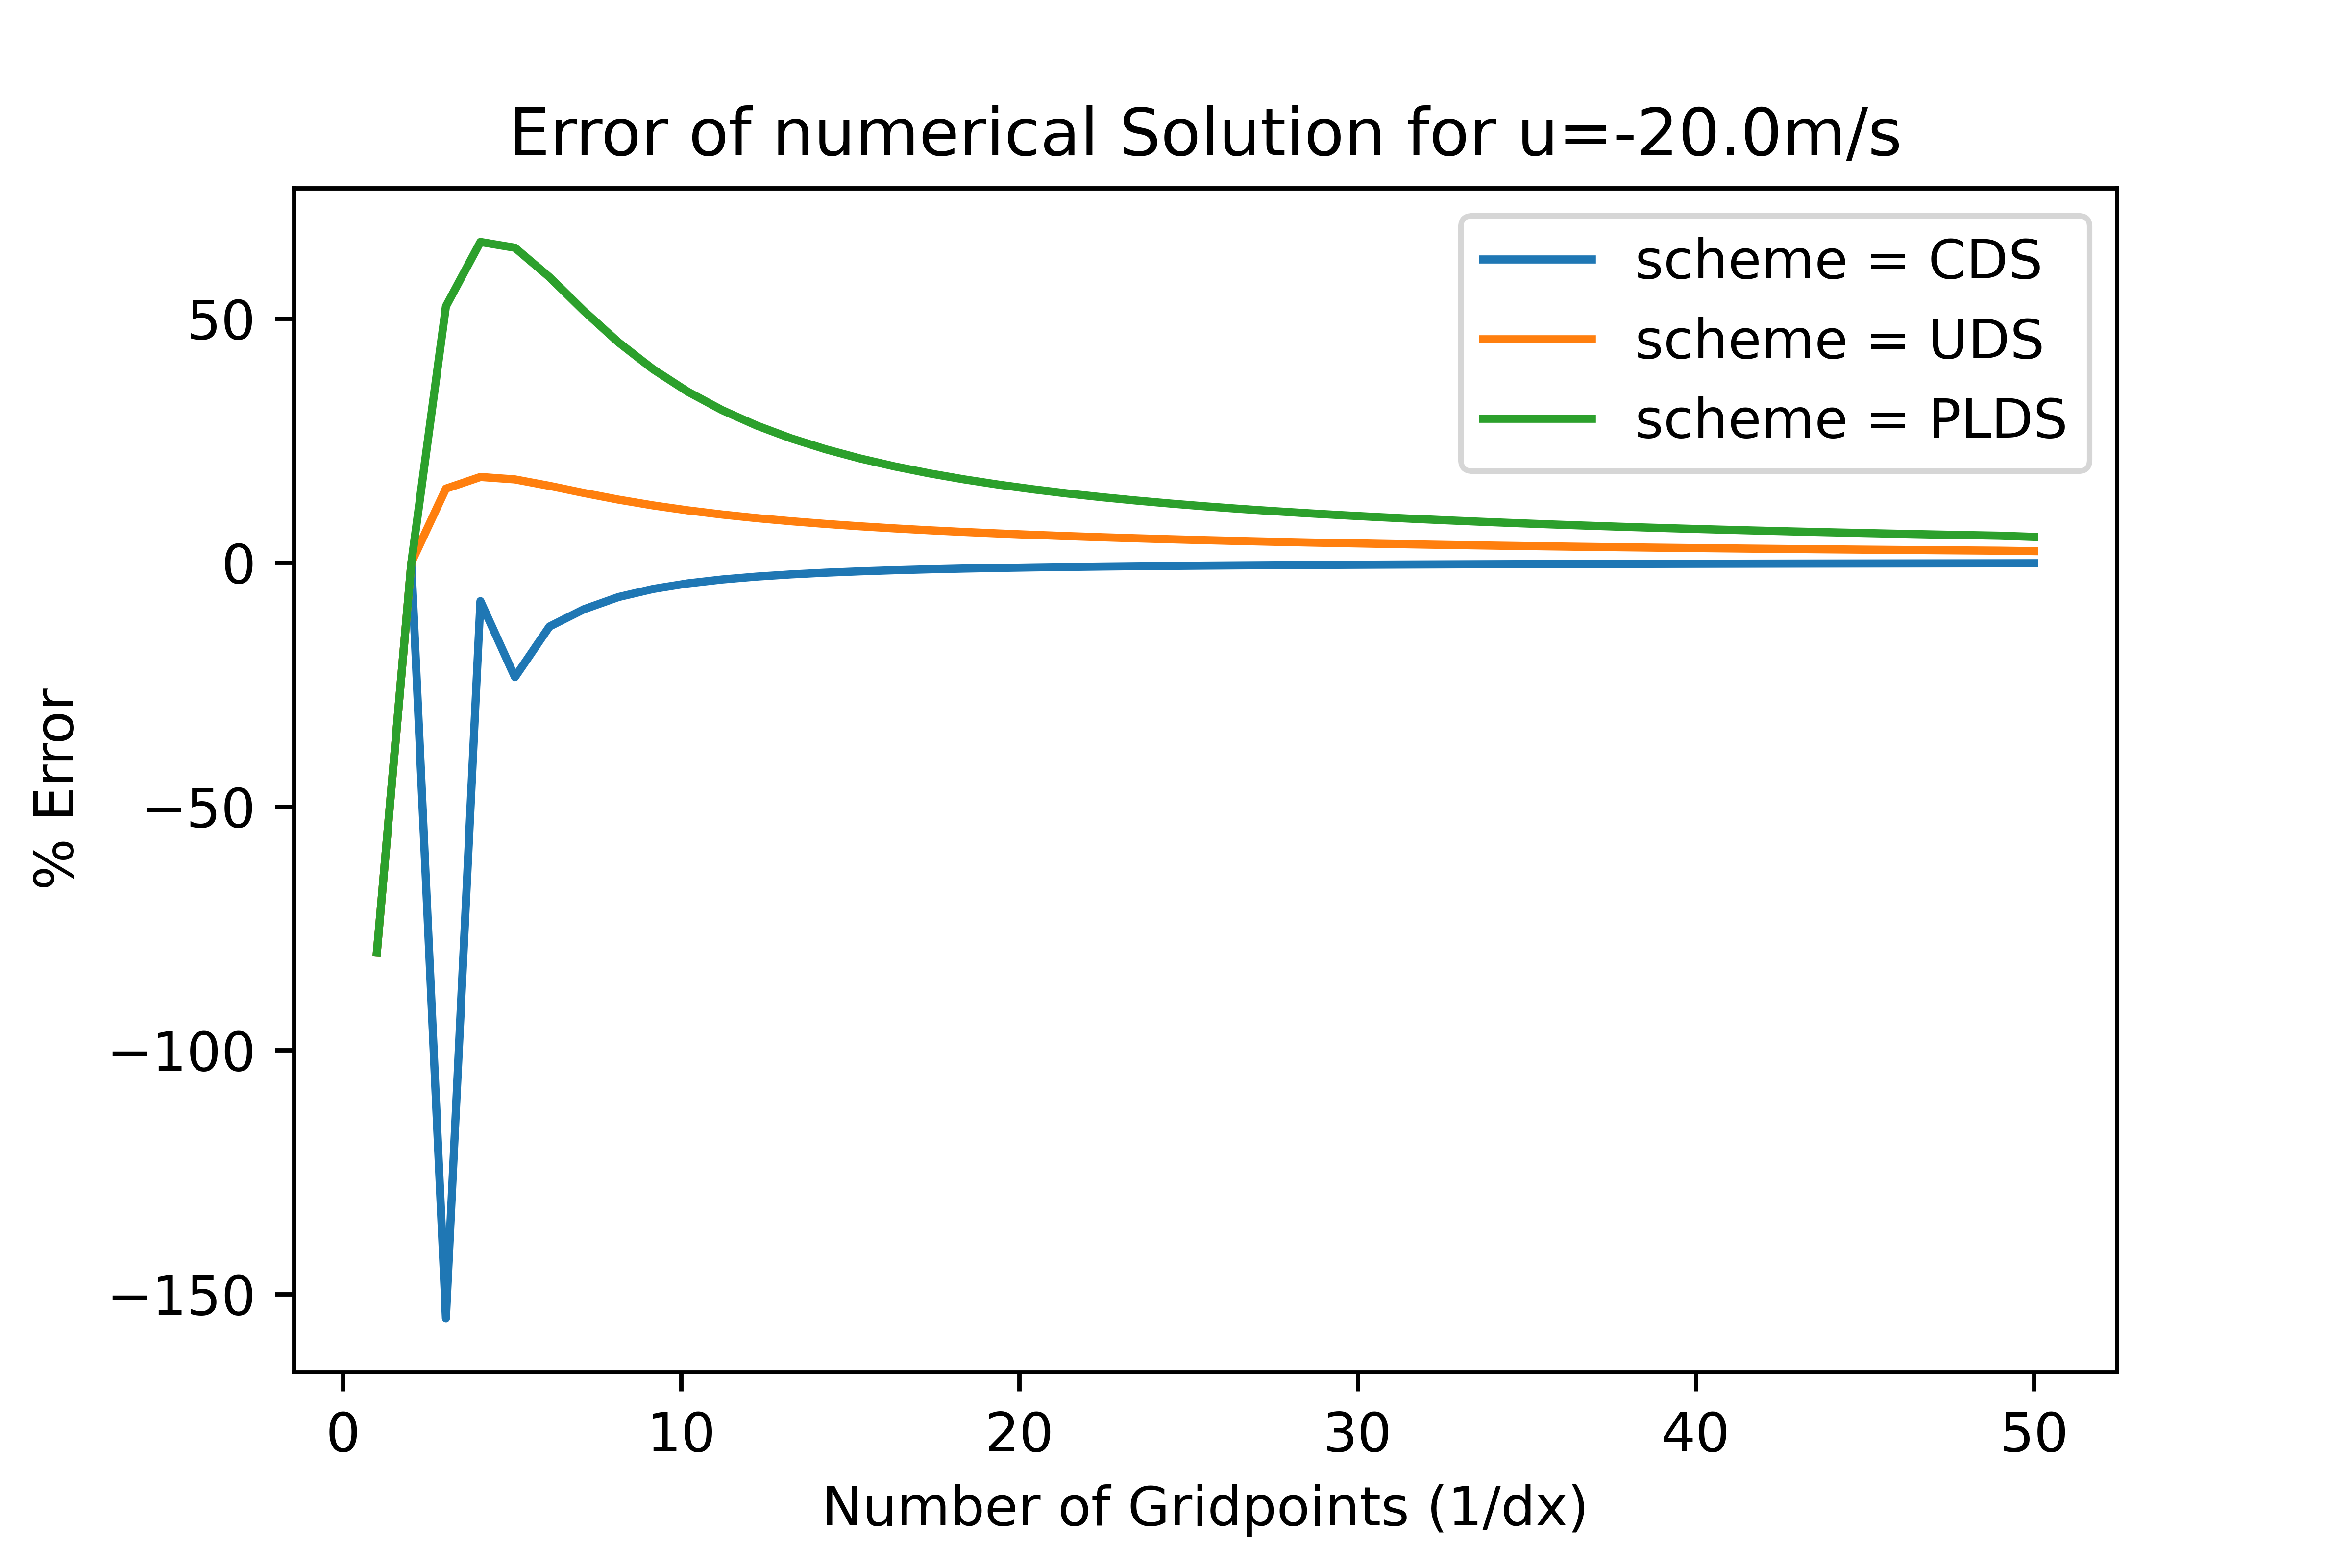 Error of numerical Solution for u=-20.0m/s
scheme = CDS
scheme = UDS
scheme = PLDS
50
0
−50
−100
−150
% Error
0 10 20 30 40 50
Number of Gridpoints (1/dx)